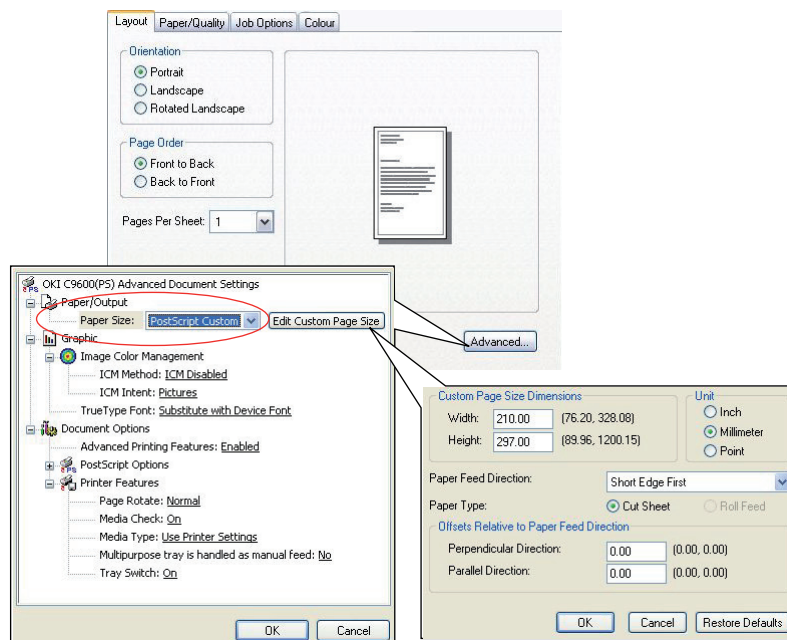 Layout Paper/Quality Job Options Colour
Orientation
Portrait
Landscape
Rotated Landscape
Page Order
Front to Back
Back to Front
Pages Per Sheet: 1
Advanced...
OKI C9600(PS) Advanced Document Settings
Paper/Output
Paper Size: PostScript Custom Edit Custom Page Size
Graphic
Image Color Management
ICM Method: ICM Disabled
ICM Intent: Pictures
TrueType Font: Substitute with Device Font
Document Options
Advanced Printing Features: Enabled
PostScript Options
Printer Features
Page Rotate: Normal
Media Check: On
Media Type: Use Printer Settings
Multipurpose tray is handled as manual feed: No
Tray Switch: On
OK Cancel
Custom Page Size Dimensions
Width: 210.00 (76.20, 328.08)
Height: 297.00 (89.96, 1200.15)
Unit
Inch
Millimeter
Point
Paper Feed Direction: Short Edge First
Paper Type: Cut Sheet Roll Feed
Offsets Relative to Paper Feed Direction
Perpendicular Direction: 0.00 (0.00, 0.00)
Parallel Direction: 0.00 (0.00, 0.00)
OK Cancel Restore Defaults